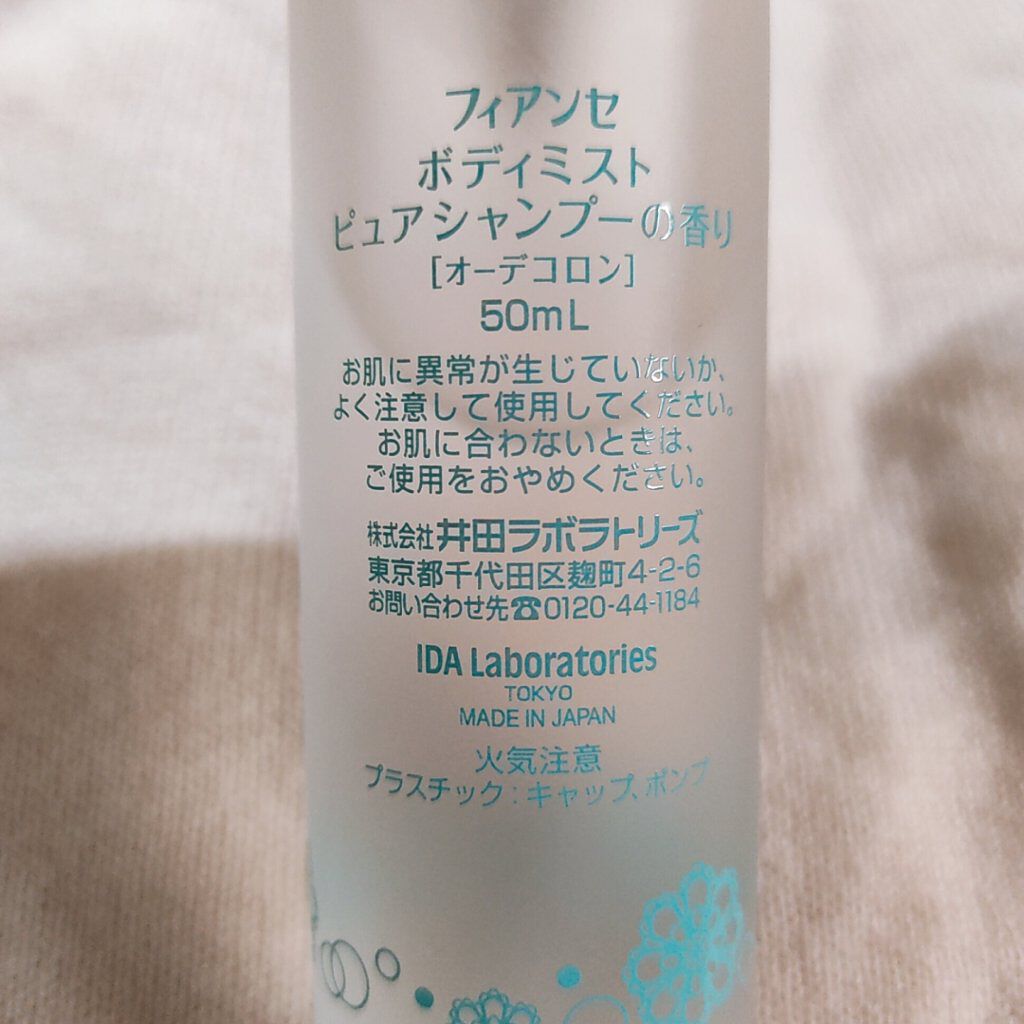 フィアンセ
ボディミスト
ピュアシャンプーの香り
[オーデコロン]
50mL
お肌に異常が生じていないか、
よく注意して使用してください。
お肌に合わないときは、
ご使用をおやめください。
株式会社 井田ラボラトリーズ
東京都千代田区麹町4-2-6
お問い合わせ先☎0120-44-1184
IDA Laboratories
TOKYO
MADE IN JAPAN
火気注意
プラスチック:キャップ、ポンプ